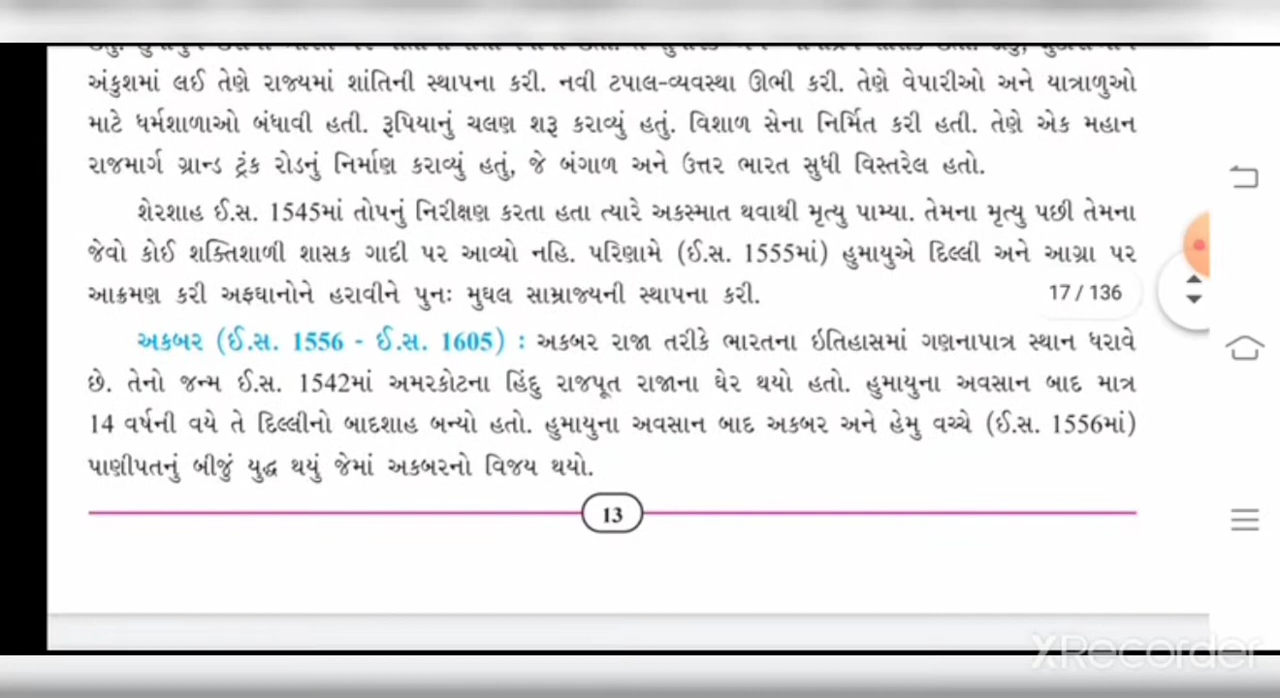 અંકુશમાં લઈ તેણે રાજ્યમાં શાંતિની સ્થાપના કરી. નવી ટપાલ-વ્યવસ્થા ઊભી કરી. તેણે વેપારીઓ અને યાત્રાળુઓ
માટે ધર્મશાળાઓ બંધાવી હતી. રૂપિયાનું ચલણ શરૂ કરાવ્યું હતું. વિશાળ સેના નિર્મિત કરી હતી. તેણે એક મહાન
રાજમાર્ગ ગ્રાન્ડ ટ્રંક રોડનું નિર્માણ કરાવ્યું હતું, જે બંગાળ અને ઉત્તર ભારત સુધી વિસ્તરેલ હતો.
શેરશાહ ઈ.સ. 1545માં તોપનું નિરીક્ષણ કરતા હતા ત્યારે અકસ્માત થવાથી મૃત્યુ પામ્યા. તેમના મૃત્યુ પછી તેમના
જેવો કોઈ શક્તિશાળી શાસક ગાદી પર આવ્યો નહિ. પરિણામે (ઈ.સ. 1555માં) હુમાયુએ દિલ્લી અને આગ્રા પર
આક્રમણ કરી અફઘાનોને હરાવીને પુનઃ મુઘલ સામ્રાજ્યની સ્થાપના કરી.
17 / 136
અકબર (ઈ.સ. 1556 - ઈ.સ. 1605) : અકબર રાજા તરીકે ભારતના ઇતિહાસમાં ગણનાપાત્ર સ્થાન ધરાવે
છે. તેનો જન્મ ઈ.સ. 1542માં અમરકોટના હિંદુ રાજપૂત રાજાના ઘેર થયો હતો. હુમાયુના અવસાન બાદ માત્ર
14 વર્ષની વયે તે દિલ્લીનો બાદશાહ બન્યો હતો. હુમાયુના અવસાન બાદ અકબર અને હેમુ વચ્ચે (ઈ.સ. 1556માં)
પાણીપતનું બીજું યુદ્ધ થયું જેમાં અકબરનો વિજય થયો.
13
XRecorder